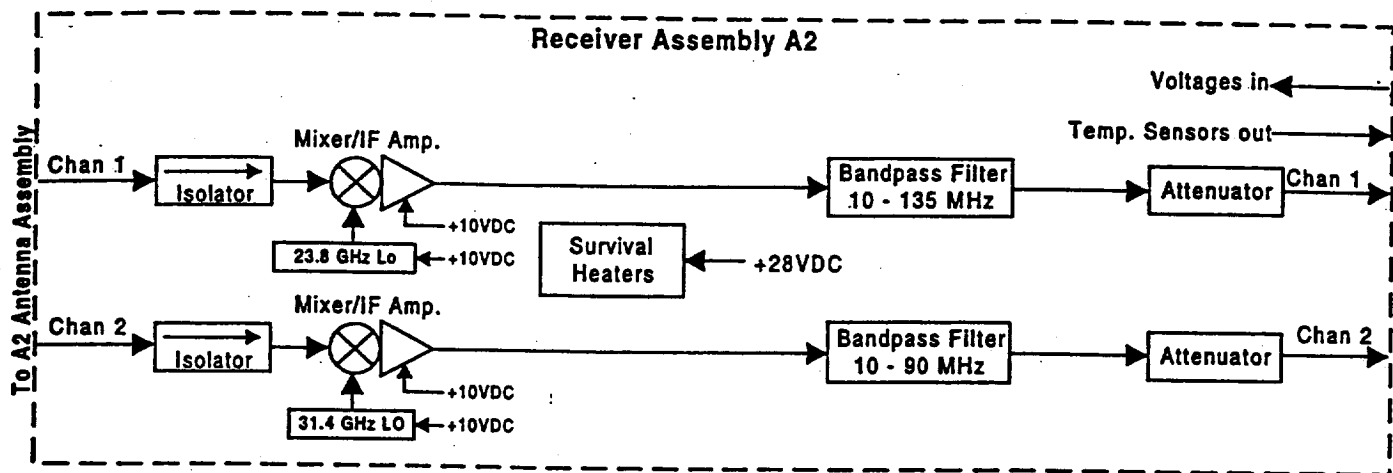 Receiver Assembly A2
Voltages in
Temp. Sensors out
To A2 Antenna Assembly
Chan 1
Isolator
Mixer/IF Amp.
+10VDC
23.8 GHz Lo
+10VDC
Bandpass Filter
10 - 135 MHz
Attenuator
Chan 1
Survival
Heaters
+28VDC
Chan 2
Isolator
Mixer/IF Amp.
+10VDC
31.4 GHz LO
+10VDC
Bandpass Filter
10 - 90 MHz
Attenuator
Chan 2